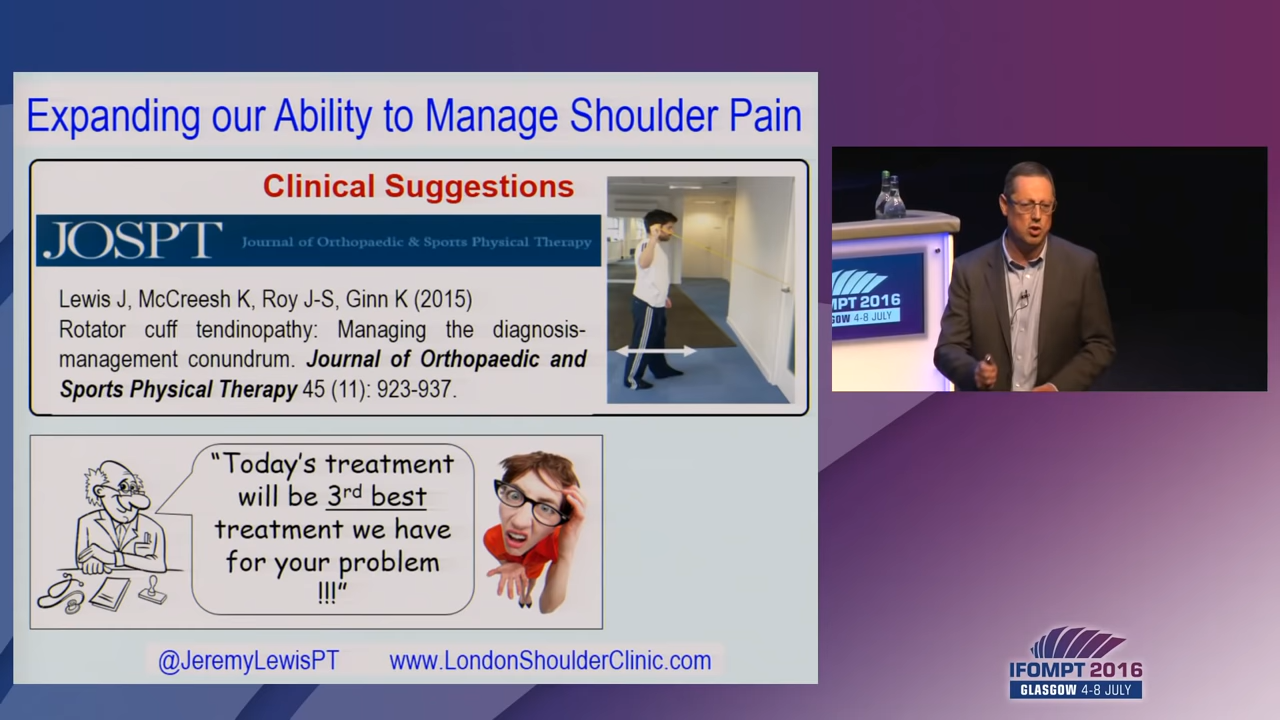 Expanding our Ability to Manage Shoulder Pain
Clinical Suggestions
JOSPT Journal of Orthopaedic & Sports Physical Therapy
Lewis J, McCreesh K, Roy J-S, Ginn K (2015)
Rotator cuff tendinopathy: Managing the diagnosis-
management conundrum. Journal of Orthopaedic and
Sports Physical Therapy 45 (11): 923-937.
“Today’s treatment
will be 3rd best
treatment we have
for your problem
!!!”
@JeremyLewisPT www.LondonShoulderClinic.com
MPT 2016
GOW 4-8 JULY
IFOMPT 2016
GLASGOW 4-8 JULY